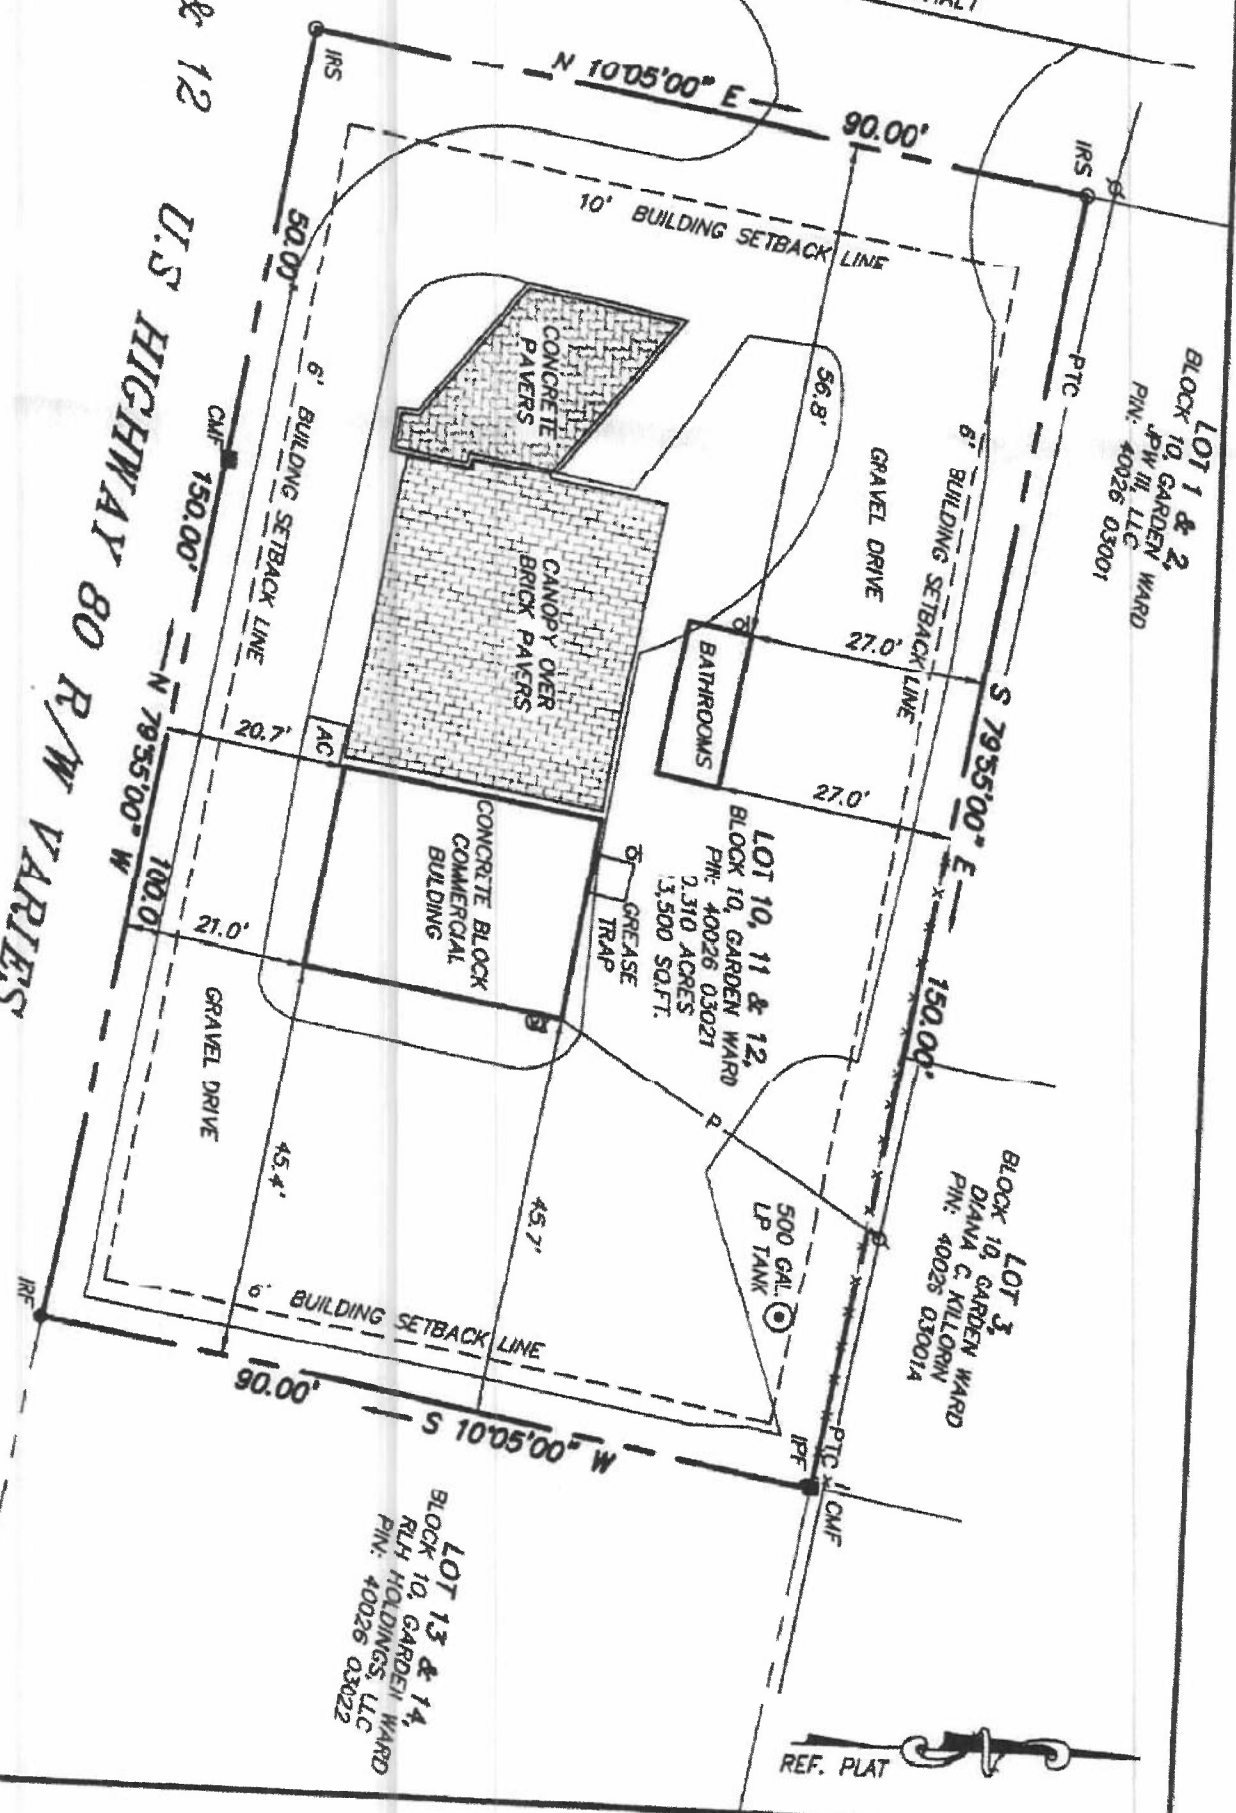 LOT 1 & 2,
BLOCK 10, GARDEN WARD
JPW III, LLC
PIN: 40026 03001
LOT 3,
BLOCK 10, GARDEN WARD
DIANA C. KILLORIN
PIN: 40026 03001A
REF. PLAT
IRS
PTC
S 79°55'00" E
150.00'
PTC
CMF
IPF
6' BUILDING SETBACK LINE
90.00'
N 10°05'00" E
10' BUILDING SETBACK LINE
56.8'
GRAVEL DRIVE
27.0'
27.0'
BATHROOMS
LOT 10, 11 & 12,
BLOCK 10, GARDEN WARD
PIN: 40026 03021
0.310 ACRES
13,500 SQ.FT.
P
500 GAL.
LP TANK
GREASE
TRAP
CONCRETE
PAVERS
CANOPY OVER
BRICK PAVERS
CONCRETE BLOCK
COMMERCIAL
BULDING
AC
45.7'
45.4'
20.7'
21.0'
GRAVEL DRIVE
6' BUILDING SETBACK LINE
6' BUILDING SETBACK LINE
S 10°05'00" W
90.00'
LOT 13 & 14,
BLOCK 10, GARDEN WARD
RLH HOLDINGS, LLC
PIN: 40026 03022
IRS
50.00'
CMF
150.00'
N 79°55'00" W
100.0
IRF
& 12
U.S HIGHWAY 80 R/W VARIES